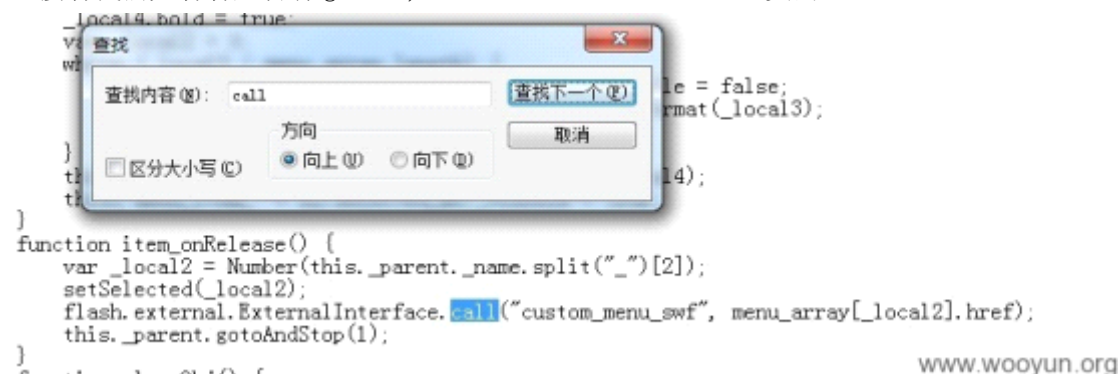 _local4.bold = true;
查找
查找内容(N): call
查找下一个(F)
le = false;
rmat(_local3);
方向
取消
}
区分大小写(C)
向上(U)
向下(D)
l4);
}
function item_onRelease() {
var _local2 = Number(this._parent._name.split("_")[2]);
setSelected(_local2);
flash.external.ExternalInterface.call("custom_menu_swf", menu_array[_local2].href);
this._parent.gotoAndStop(1);
}
www.wooyun.org